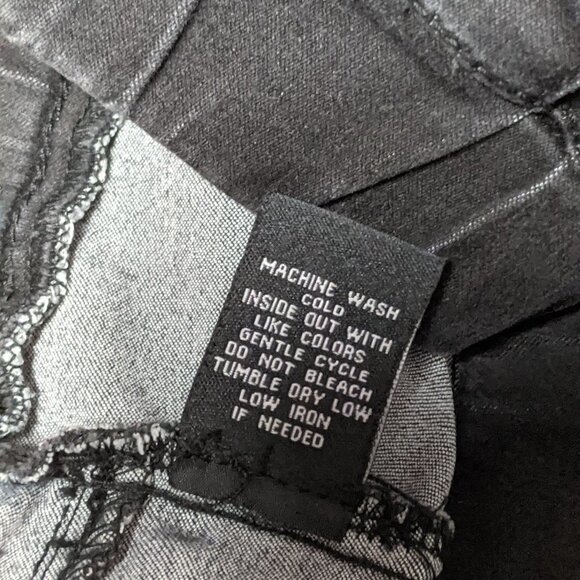 MACHINE WASH
COLD
INSIDE OUT WITH
LIKE COLORS
GENTLE CYCLE
DO NOT BLEACH
TUMBLE DRY LOW
LOW IRON
IF NEEDED